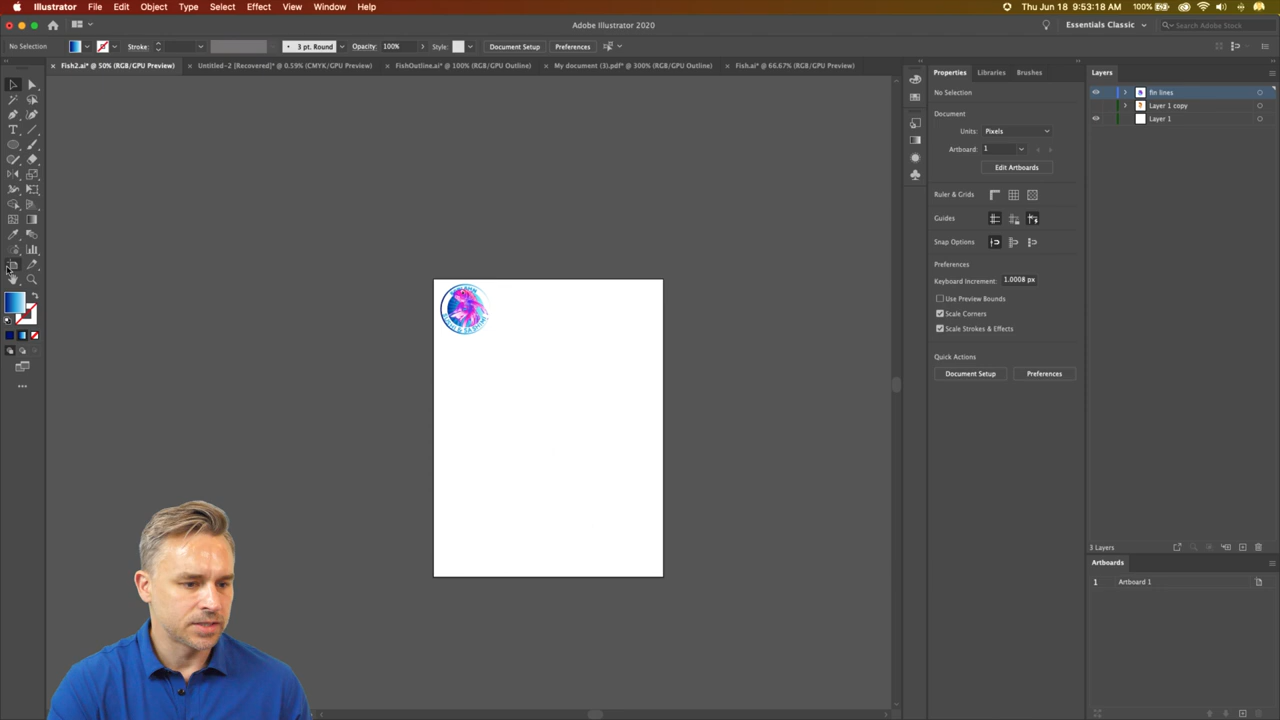 Illustrator File Edit Object Type Select Effect View Window Help
100% Thu Jun 18 9:53:18 AM
Adobe Illustrator 2020
Essentials Classic
Search Adobe Stock
No Selection
Stroke:
3 pt. Round
Opacity: 100%
Style:
Document Setup
Preferences
Fish2.ai* @ 50% (RGB/GPU Preview)
Untitled-2 [Recovered]* @ 0.59% (CMYK/GPU Preview)
FishOutline.ai* @ 100% (RGB/GPU Outline)
My document (3).pdf* @ 300% (RGB/GPU Outline)
Fish.ai* @ 66.67% (RGB/GPU Preview)
Properties Libraries Brushes
No Selection
Document
Units: Pixels
Artboard: 1
Edit Artboards
Ruler & Grids
Guides
Snap Options
Preferences
Keyboard Increment: 1.0008 px
Use Preview Bounds
Scale Corners
Scale Strokes & Effects
Quick Actions
Document Setup
Preferences
Layers
fin lines
Layer 1 copy
Layer 1
3 Layers
Artboards
1 Artboard 1
SUSHI & SASHIMI